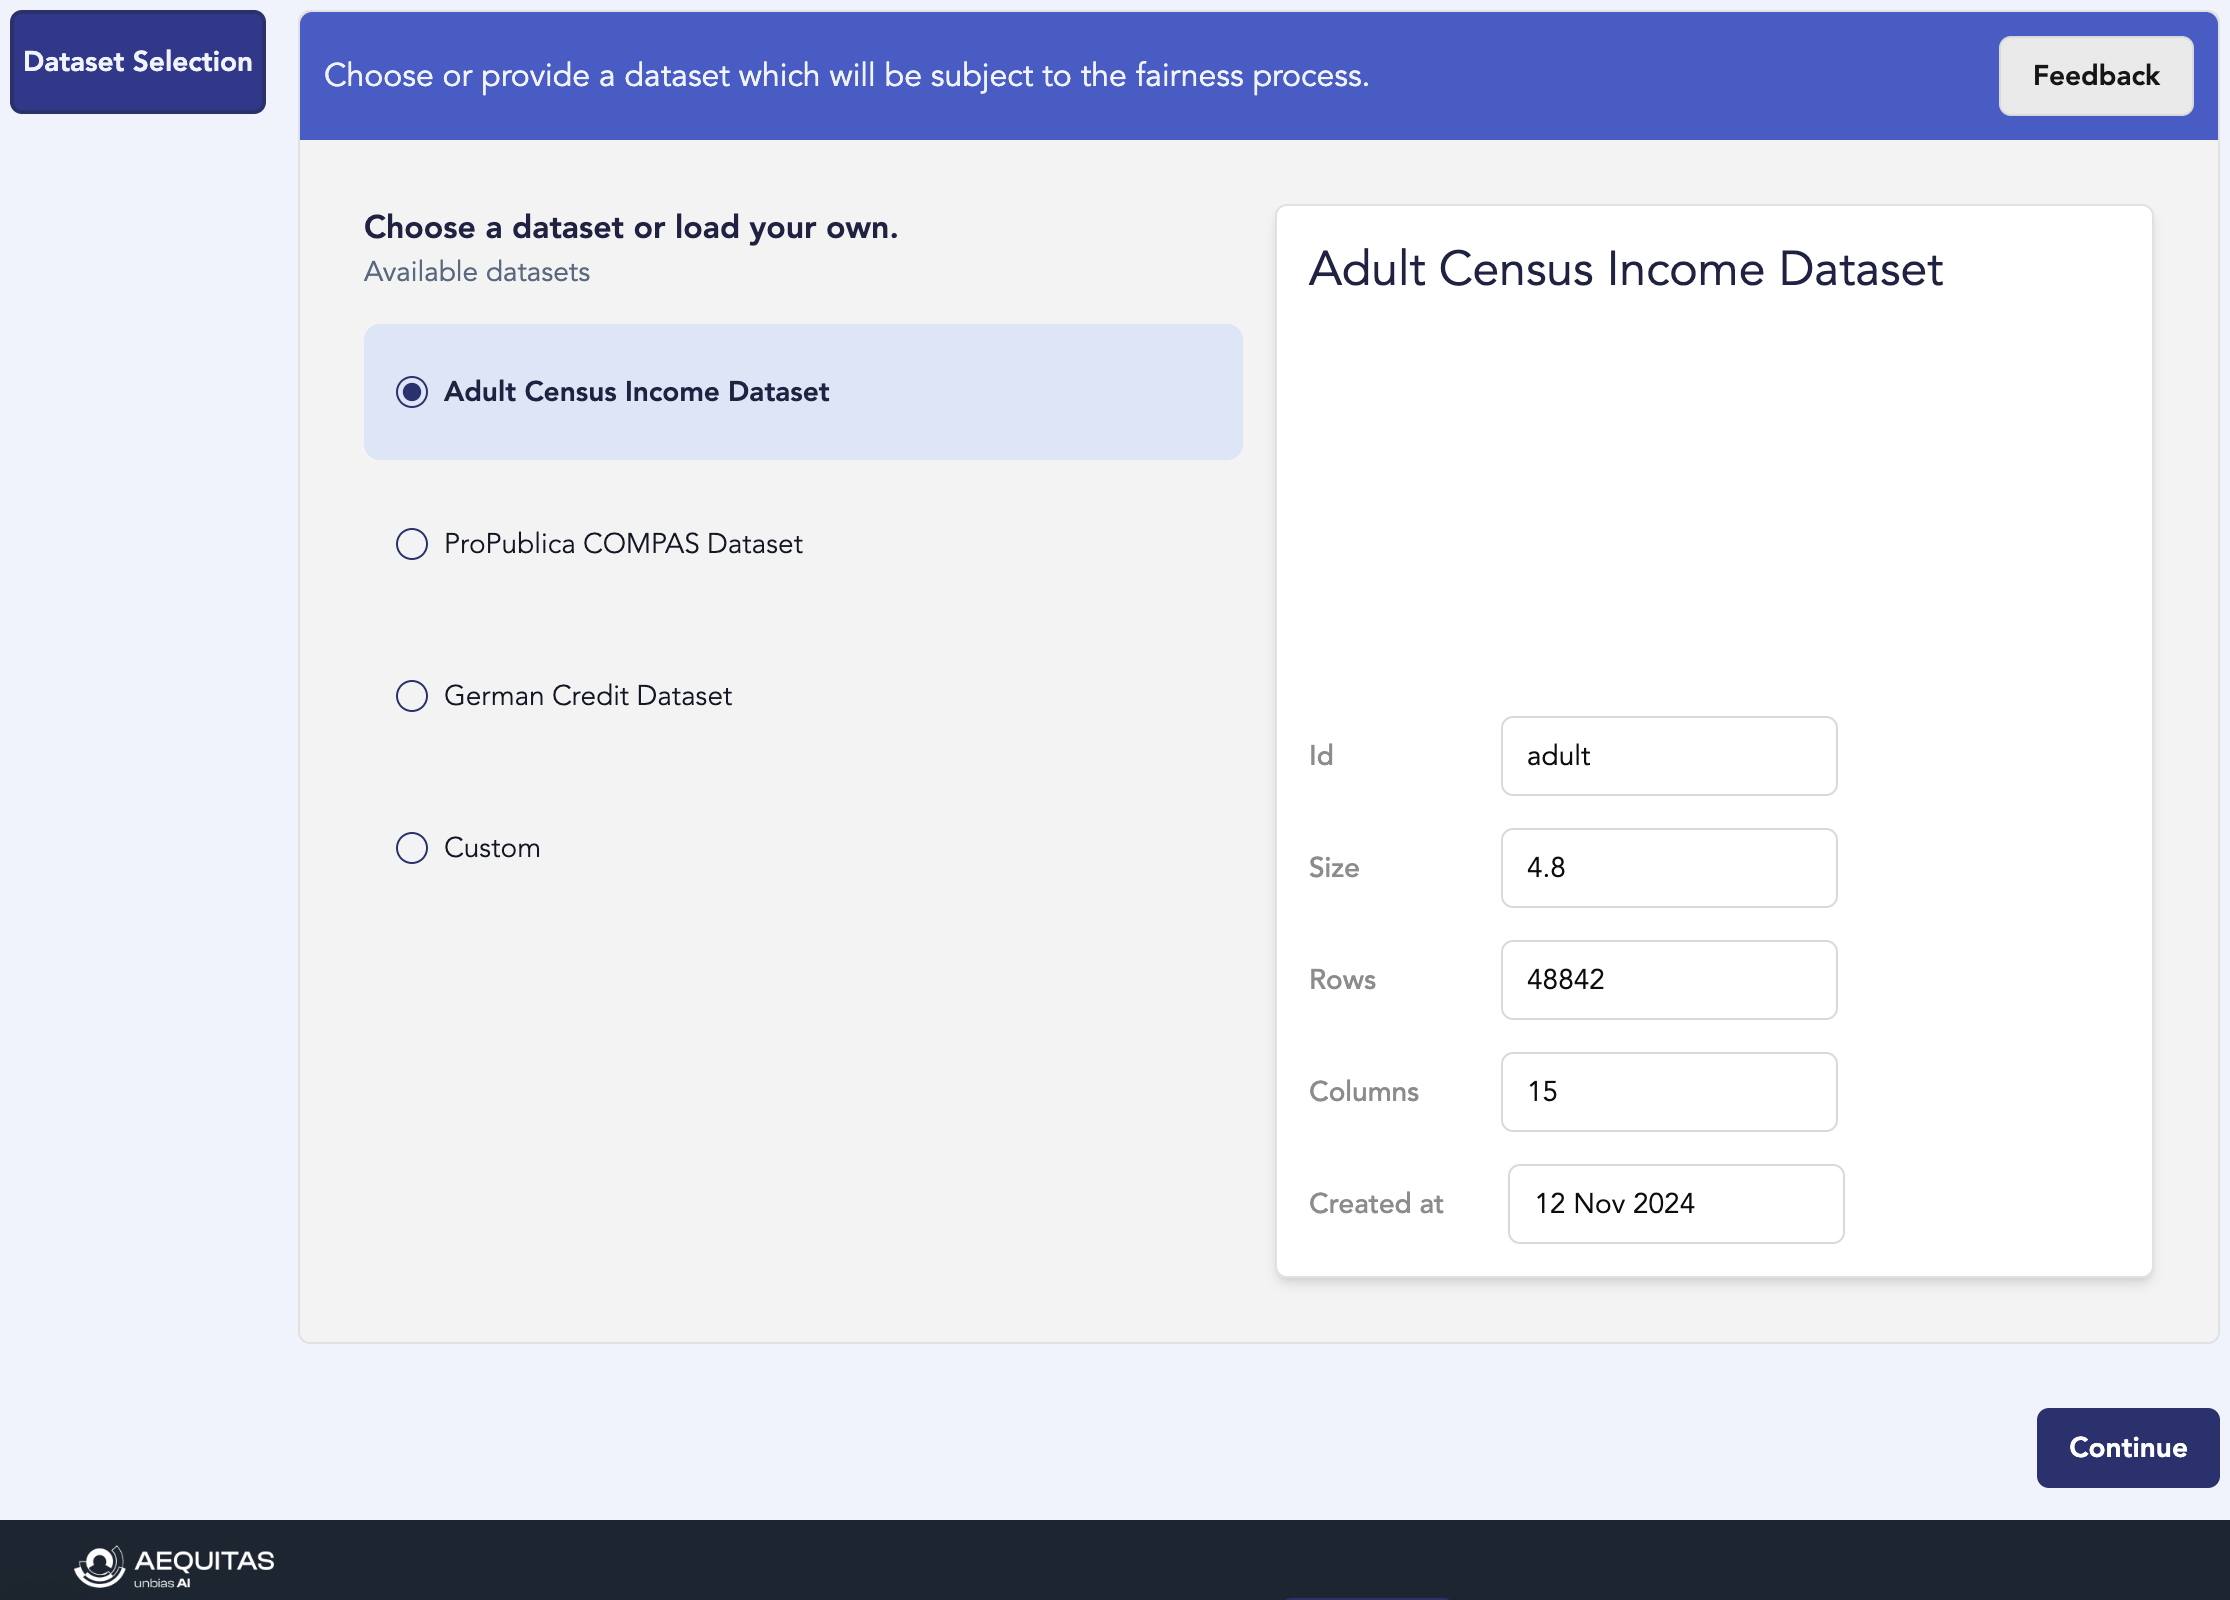 Dataset Selection
Choose or provide a dataset which will be subject to the fairness process.
Feedback
Choose a dataset or load your own.
Available datasets
Adult Census Income Dataset
ProPublica COMPAS Dataset
German Credit Dataset
Custom
Adult Census Income Dataset
Id adult
Size 4.8
Rows 48842
Columns 15
Created at 12 Nov 2024
Continue
AEQUITAS
unbias AI